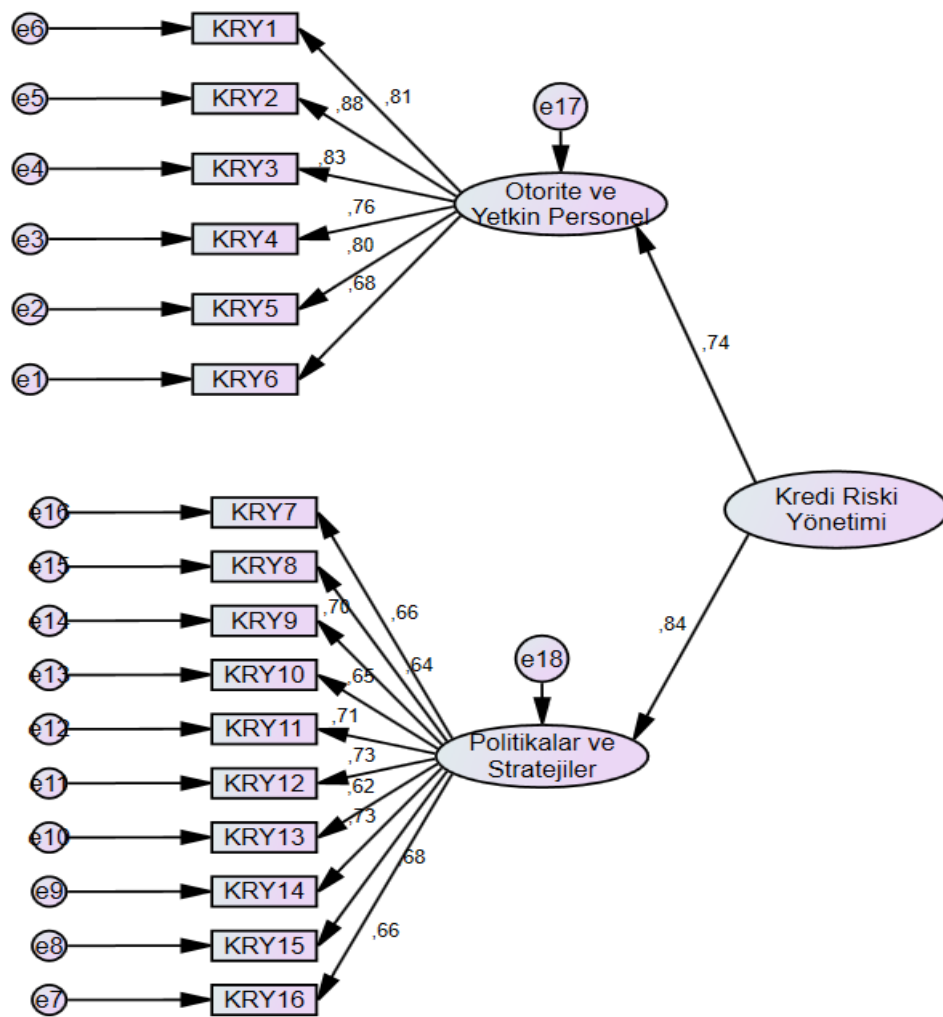 e6
KRY1
e5
KRY2
,88
,81
e17
e4
KRY3
,83
Otorite ve
Yetkin Personel
e3
KRY4
,76
e2
KRY5
,80
,68
e1
KRY6
,74
Kredi Riski
Yönetimi
e16
KRY7
e15
KRY8
,70
,66
,84
e14
KRY9
,64
e18
e13
KRY10
,65
e12
KRY11
,71
Politikalar ve
Stratejiler
e11
KRY12
,73
,62
e10
KRY13
,73
,68
e9
KRY14
e8
KRY15
,66
e7
KRY16